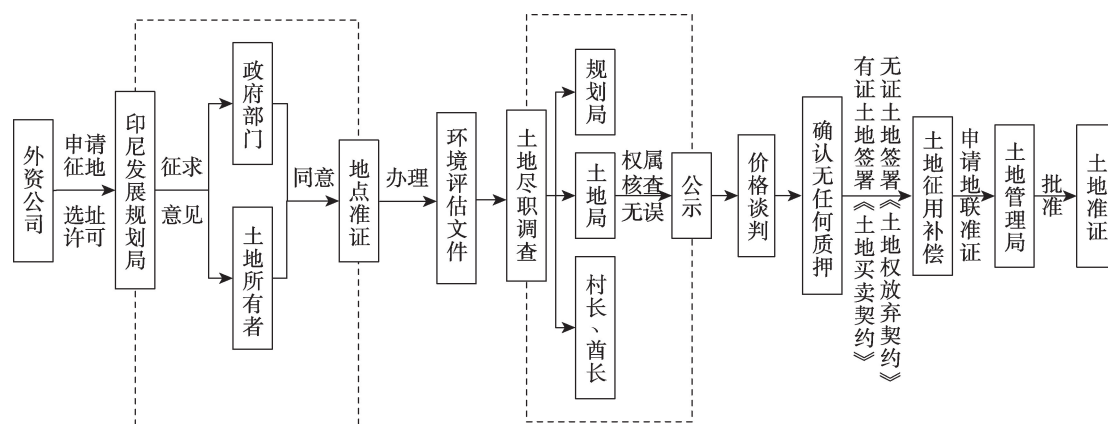 外资公司
申请
征地
选址
许可
印尼发展规划局
征求
意见
政府部门
土地所有者
同意
地点准证
办理
环境评估文件
土地尽职调查
规划局
土地局
村长、酋长
权属
核查
无误
公示
价格谈判
确认无任何质押
无证土地签署《土地权放弃契约》
有证土地签署《土地买卖契约》
土地征用补偿
申请地联准证
土地管理局
批准
土地准证